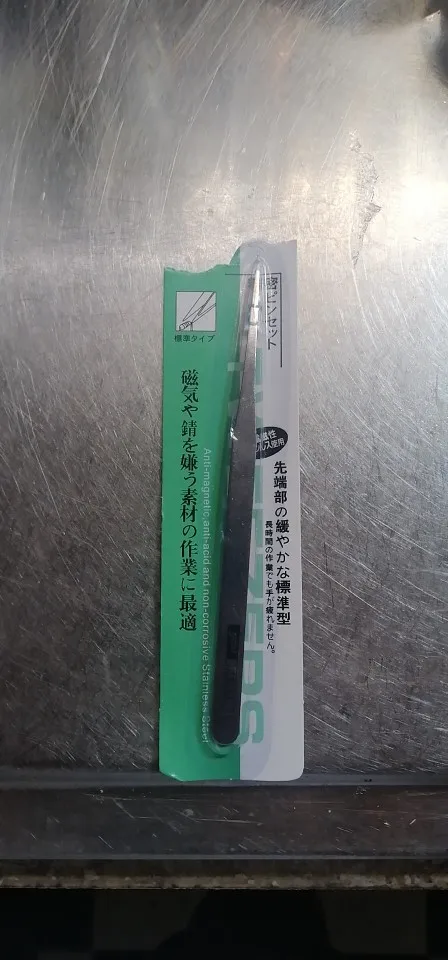 ピンセット
標準タイプ
磁気や錆を嫌う素材の作業に最適
Anti-magnetic,anti-acid and non-corrosive Stainless Steel
先端部の緩やかな標準型
長時間の作業でも手が疲れません。